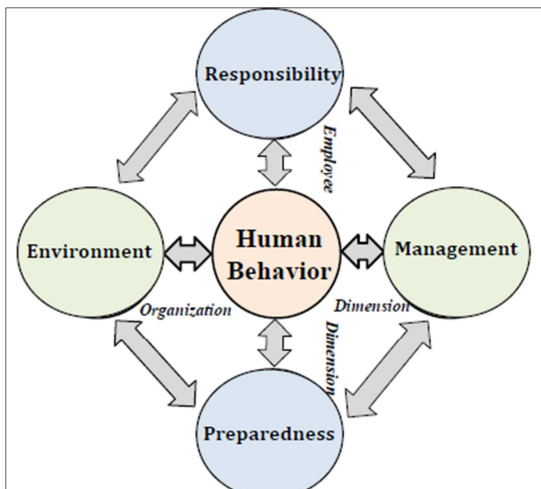 Responsibility
Employee
Environment
Human
Behavior
Management
Organization
Dimension
Dimension
Preparedness